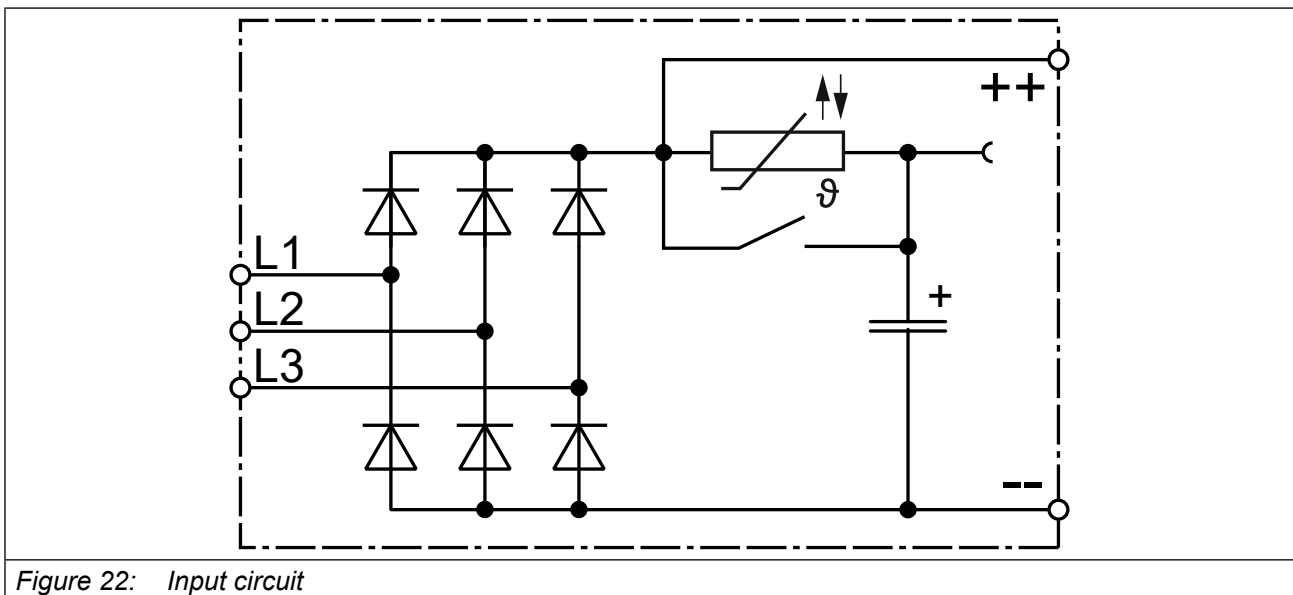 ++
ϑ
L1
+
L2
L3
--
Figure 22: Input circuit